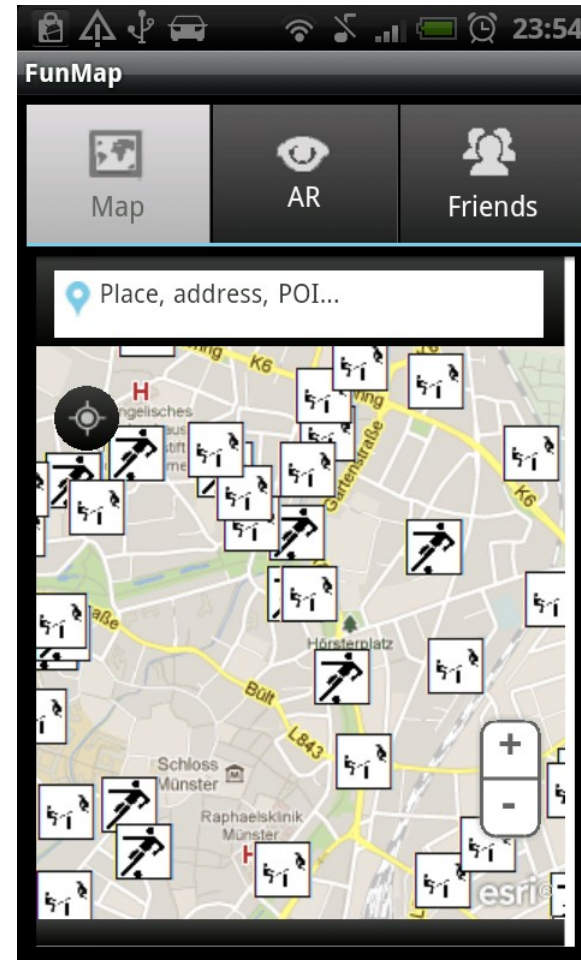 23:54
FunMap
Map
AR
Friends
Place, address, POI...
K6
H
ngelisches
Gartenstraße
K6
Hörsterplatz
Bült
L843
Schloss
Münster
Raphaelsklinik
Münster
+
-
esri